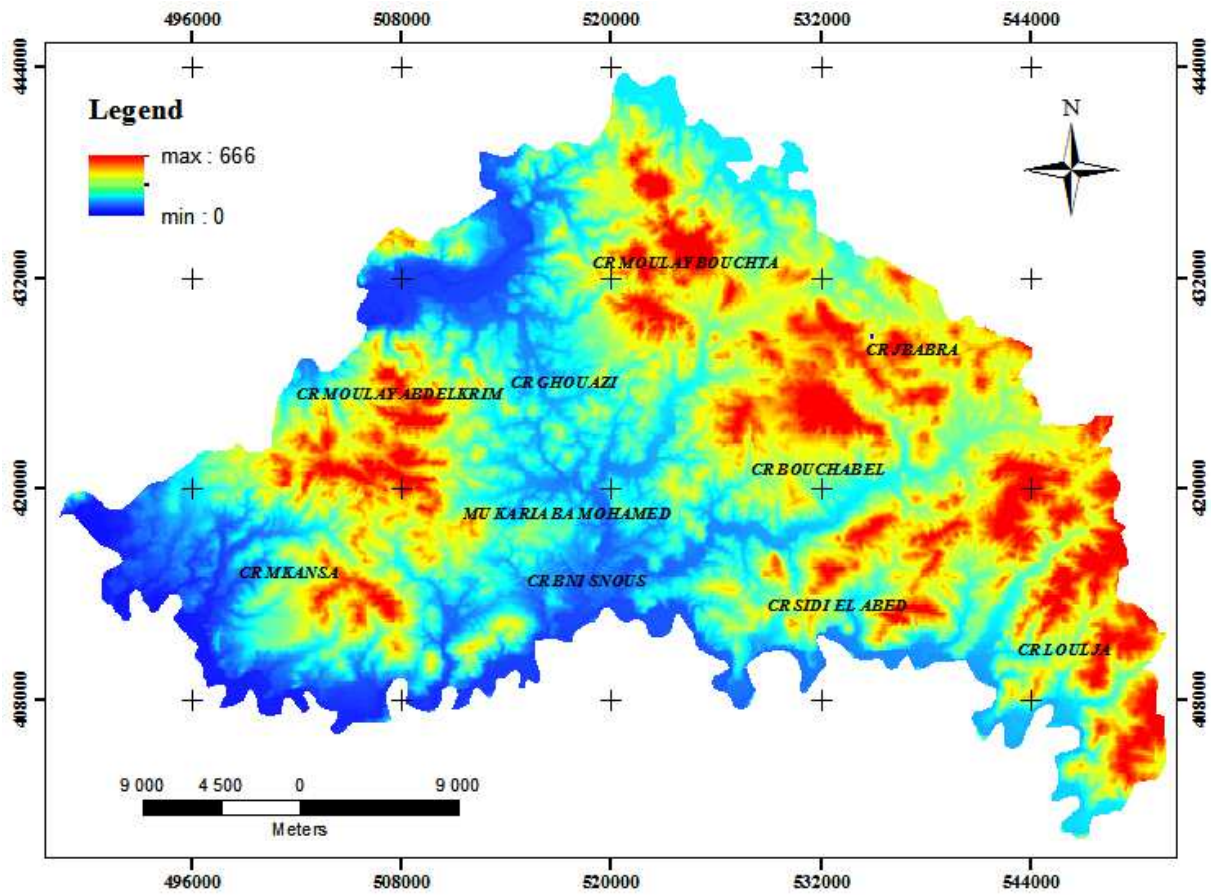 496000 508000 520000 532000 544000
444000 444000
Legend
max : 666
min : 0
N
CR MOULAY BOUCHTA
432000 432000
CR JBABRA
CR MOULAY ABDELKRIM CR GHOUAZI
CR BOUCHABEL
420000 420000
MU KARIA BA MOHAMED
CR MKANSA CR BNI SNOUS
CR SIDI EL ABED
CR LOULJA
408000 408000
9 000 4 500 0 9 000
Meters
496000 508000 520000 532000 544000